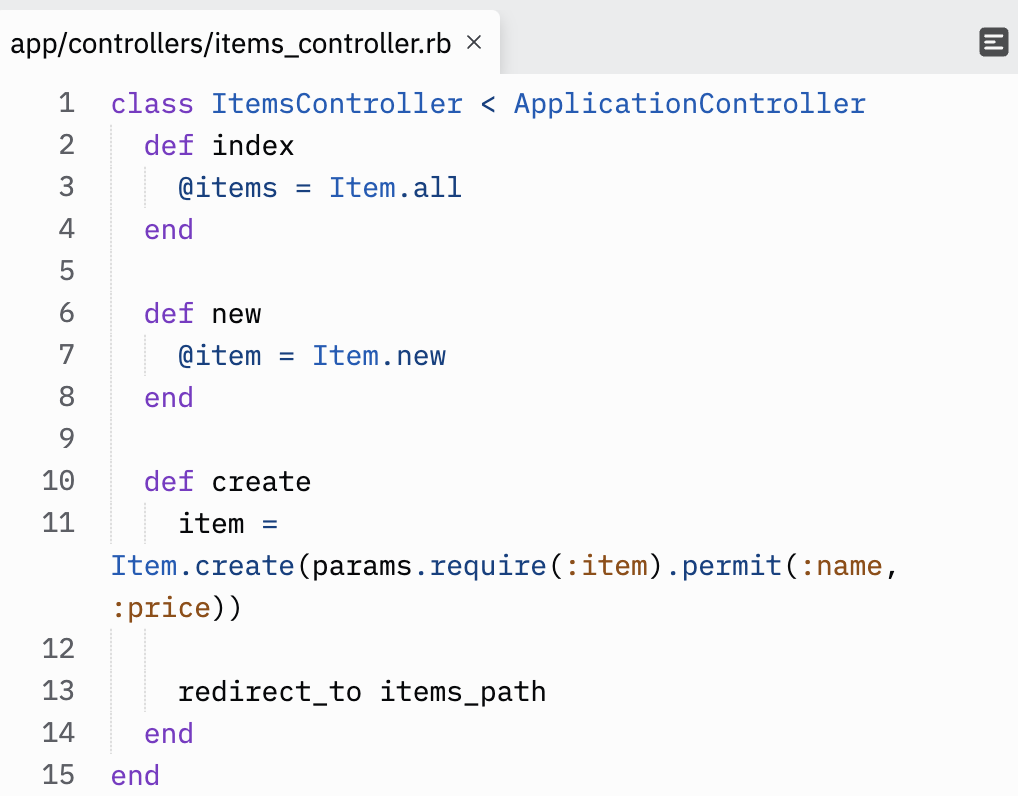 app/controllers/items_controller.rb ×
1 class ItemsController < ApplicationController
2   def index
3     @items = Item.all
4   end
5
6   def new
7     @item = Item.new
8   end
9
10   def create
11     item =
Item.create(params.require(:item).permit(:name,
:price))
12
13     redirect_to items_path
14   end
15 end